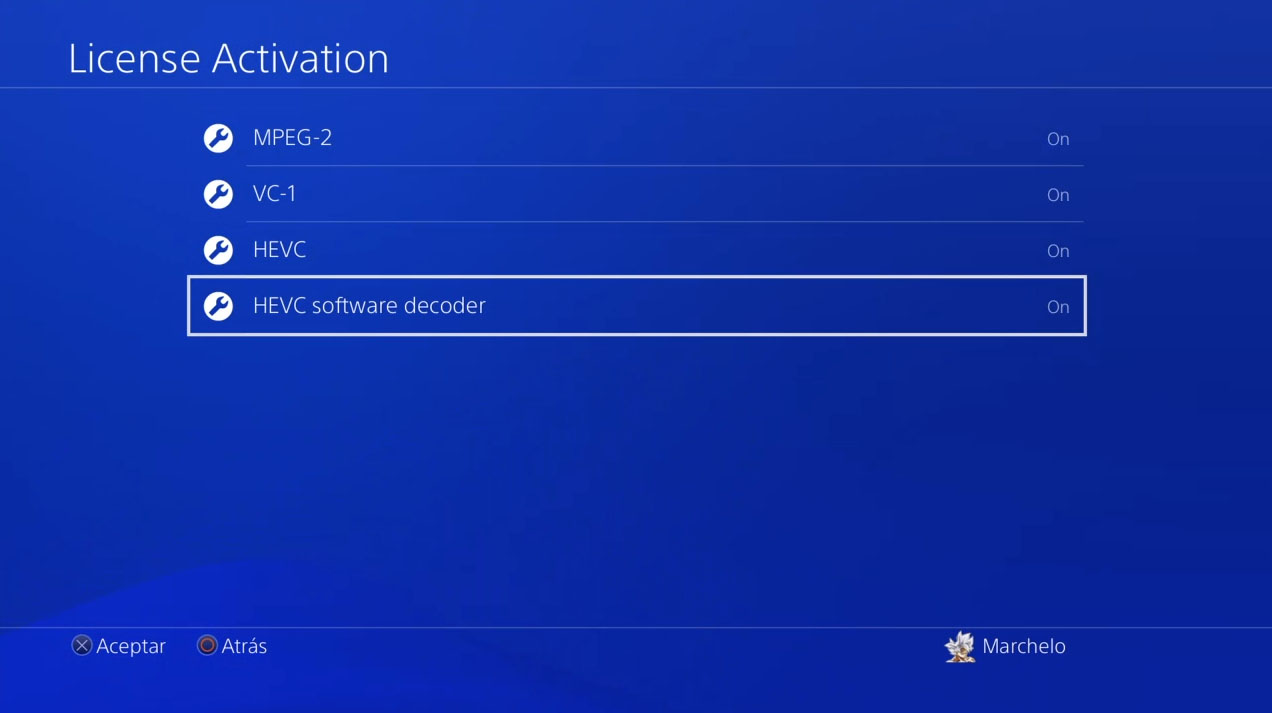 License Activation
MPEG-2 On
VC-1 On
HEVC On
HEVC software decoder On
Aceptar Atrás Marchelo